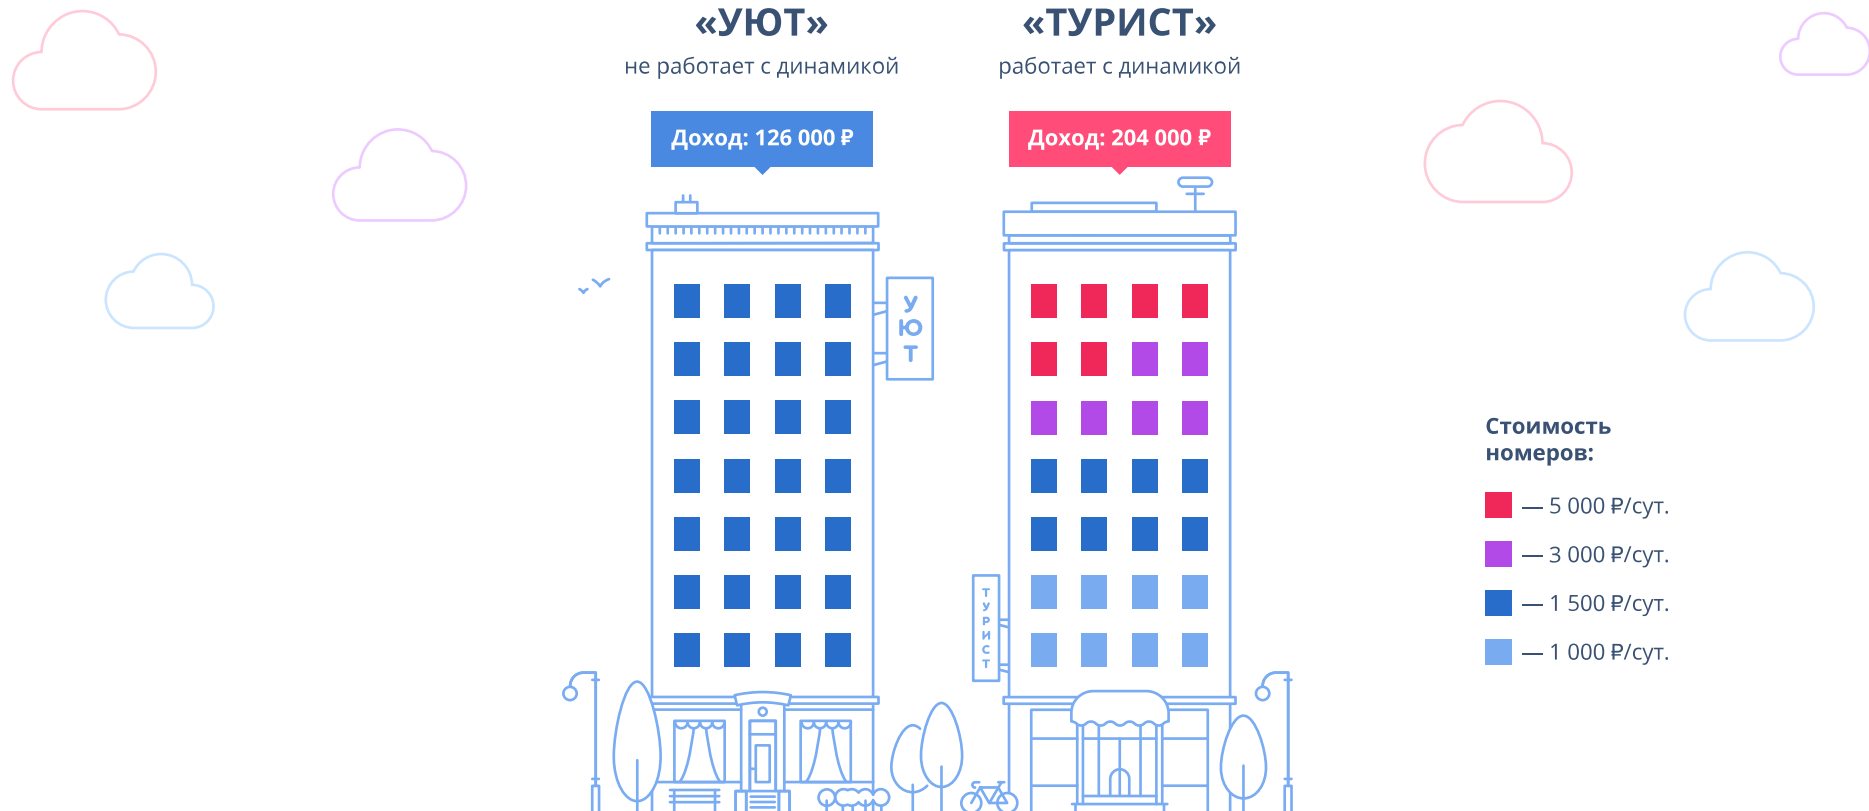 «УЮТ»
не работает с динамикой
Доход: 126 000 ₽
«ТУРИСТ»
работает с динамикой
Доход: 204 000 ₽
У
Ю
Т
Т
У
Р
И
С
Т
Стоимость
номеров:
— 5 000 ₽/сут.
— 3 000 ₽/сут.
— 1 500 ₽/сут.
— 1 000 ₽/сут.